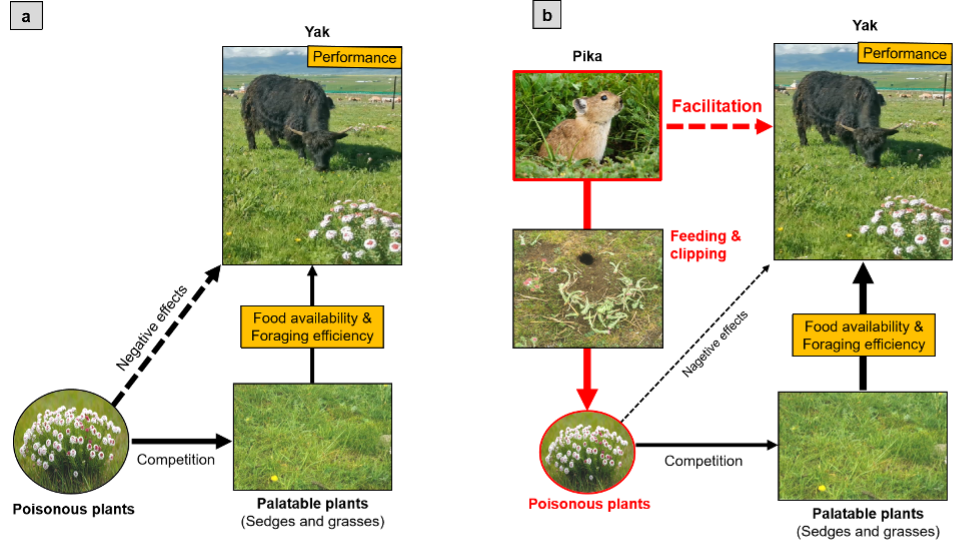 a
Yak
Performance
Negative effects
Food availability &
Foraging efficiency
Competition
Poisonous plants
Palatable plants
(Sedges and grasses)
b
Pika
Yak
Performance
Facilitation
Feeding &
clipping
Nagetive effects
Food availability &
Foraging efficiency
Competition
Poisonous plants
Palatable plants
(Sedges and grasses)